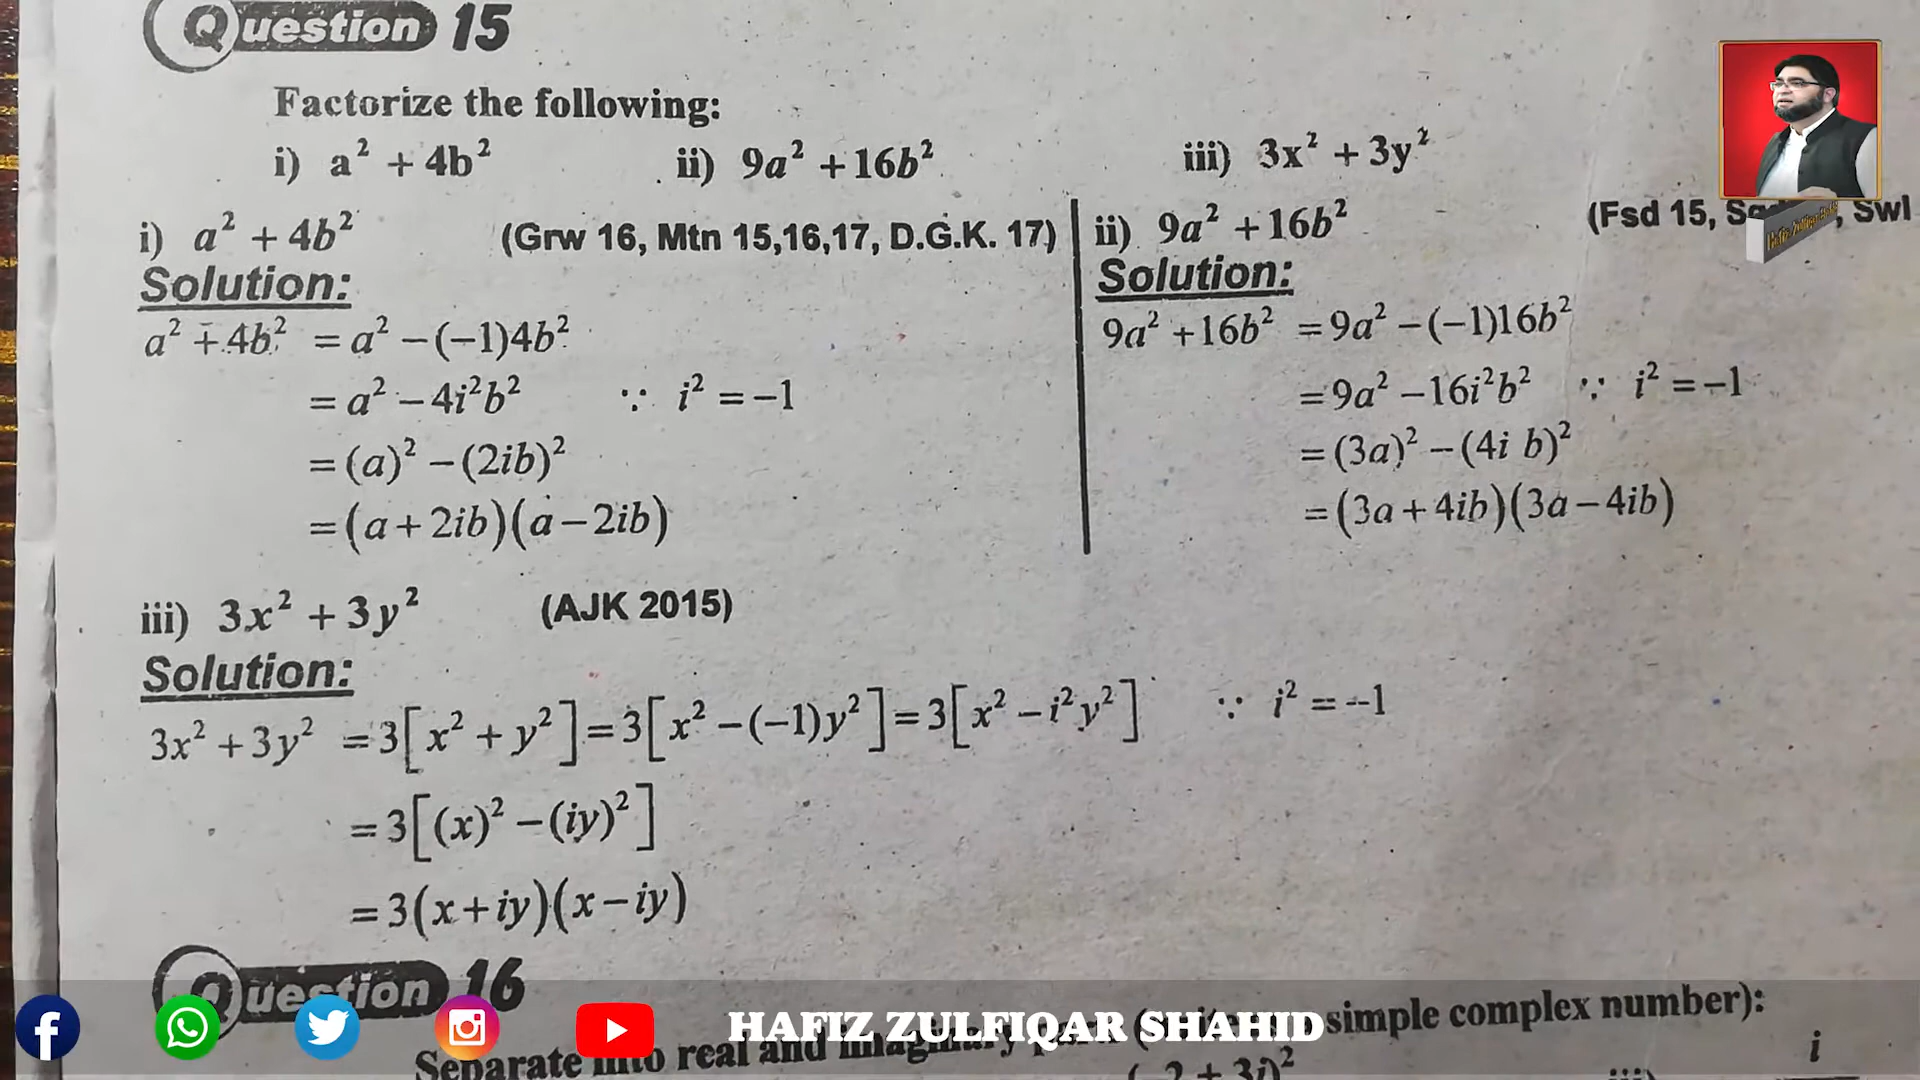 Question 15
Factorize the following:
i) a² + 4b² ii) 9a² + 16b² iii) 3x² + 3y²
i) a² + 4b² (Grw 16, Mtn 15,16,17, D.G.K. 17)
Solution:
a² + 4b² = a² − (−1)4b²
= a² − 4i²b² ∵ i² = −1
= (a)² − (2ib)²
= (a + 2ib)(a − 2ib)
ii) 9a² + 16b² (Fsd 15, , Swl
Solution:
9a² + 16b² = 9a² − (−1)16b²
= 9a² − 16i²b² ∵ i² = −1
= (3a)² − (4i b)²
= (3a + 4ib)(3a − 4ib)
iii) 3x² + 3y² (AJK 2015)
Solution:
3x² + 3y² = 3[x² + y²] = 3[x² − (−1)y²] = 3[x² − i²y²] ∵ i² = −1
= 3[(x)² − (iy)²]
= 3(x + iy)(x − iy)
Question 16
Separate into real and simple complex number):
i
HAFIZ ZULFIQAR SHAHID